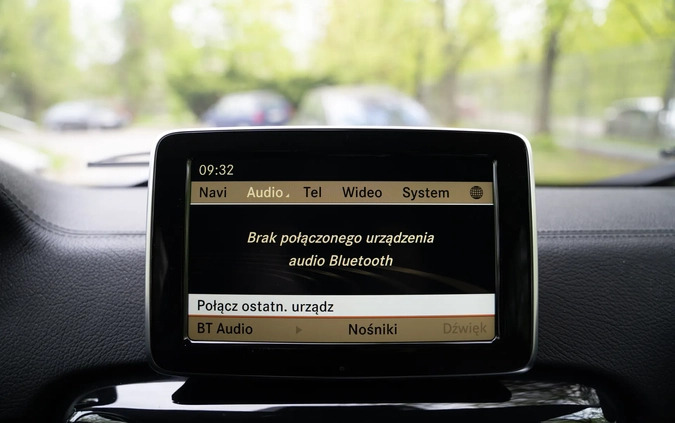 09:32
Navi Audio Tel Wideo System
Brak połączonego urządzenia
audio Bluetooth
Połącz ostatn. urządz
BT Audio Nośniki Dźwięk